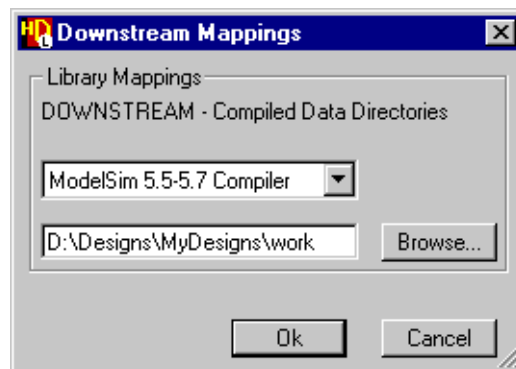 HDL Downstream Mappings
Library Mappings
DOWNSTREAM - Compiled Data Directories
ModelSim 5.5-5.7 Compiler
D:\Designs\MyDesigns\work Browse...
Ok Cancel